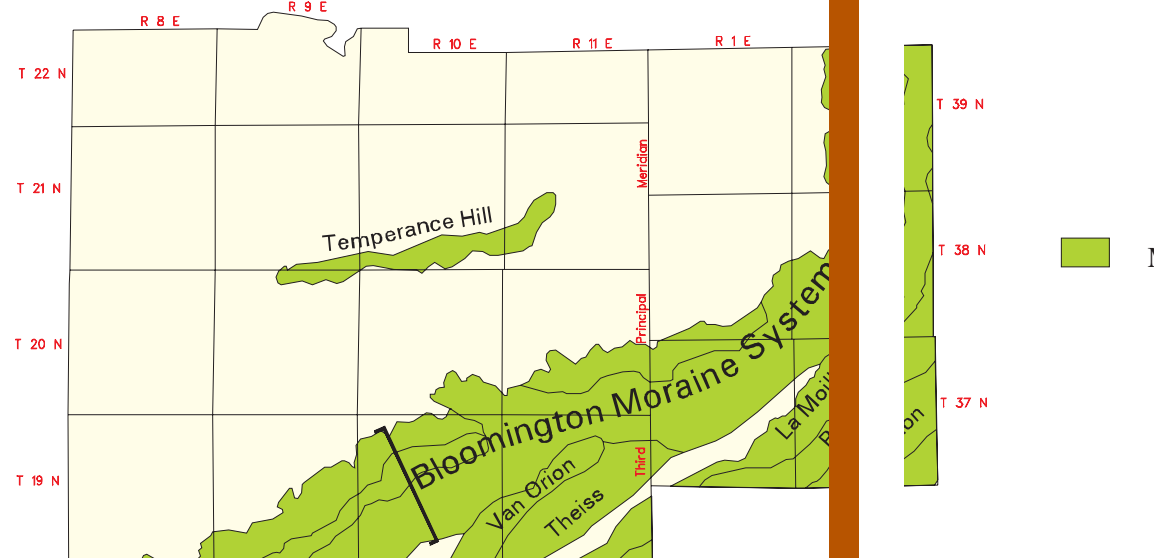 R 8 E
R 9 E
R 10 E
R 11 E
R 1 E
T 22 N
T 39 N
Meridian
T 21 N
Temperance Hill
T 38 N
Principal
T 20 N
Bloomington Moraine System
T 37 N
Third
T 19 N
Van Orion
Theiss